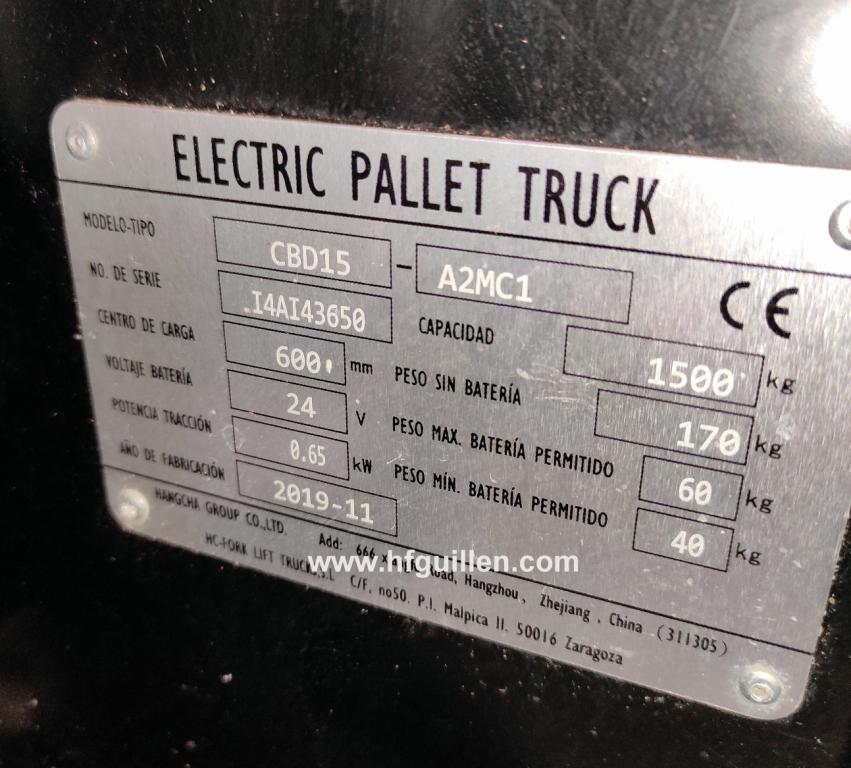 ELECTRIC PALLET TRUCK
MODELO-TIPO CBD15 - A2MC1
NO. DE SERIE .I4AI43650
CE
CENTRO DE CARGA 600 mm
CAPACIDAD 1500 kg
VOLTAJE BATERÍA 24 V
PESO SIN BATERÍA 170 kg
POTENCIA TRACCIÓN 0.65 kW
PESO MAX. BATERÍA PERMITIDO 60 kg
AÑO DE FABRICACIÓN 2019-11
PESO MÍN. BATERÍA PERMITIDO 40 kg
HANGCHA GROUP CO.,LTD. Add: 666 Road, Hangzhou, Zhejiang, China (311305)
HC-FORK LIFT TRUCKS,S.L C/F, no50. P.I. Malpica II. 50016 Zaragoza
www.hfguillen.com